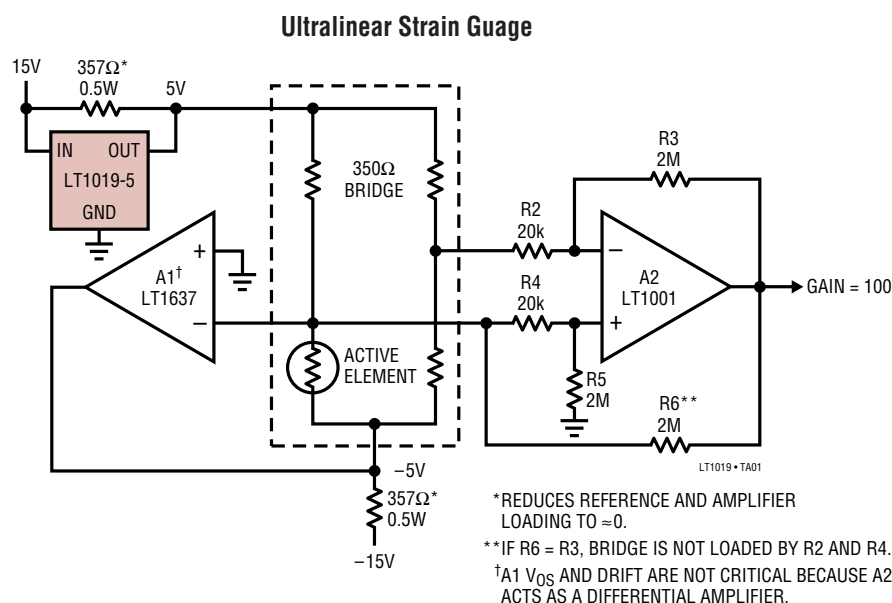 Ultralinear Strain Guage
15V
357Ω*
0.5W
5V
IN
OUT
LT1019-5
GND
350Ω
BRIDGE
R3
2M
R2
20k
A1†
LT1637
+
–
R4
20k
–
+
A2
LT1001
GAIN = 100
ACTIVE
ELEMENT
R5
2M
R6**
2M
–5V
357Ω*
0.5W
–15V
LT1019 • TA01
*REDUCES REFERENCE AND AMPLIFIER
LOADING TO ≈0.
**IF R6 = R3, BRIDGE IS NOT LOADED BY R2 AND R4.
†A1 VOS AND DRIFT ARE NOT CRITICAL BECAUSE A2
ACTS AS A DIFFERENTIAL AMPLIFIER.